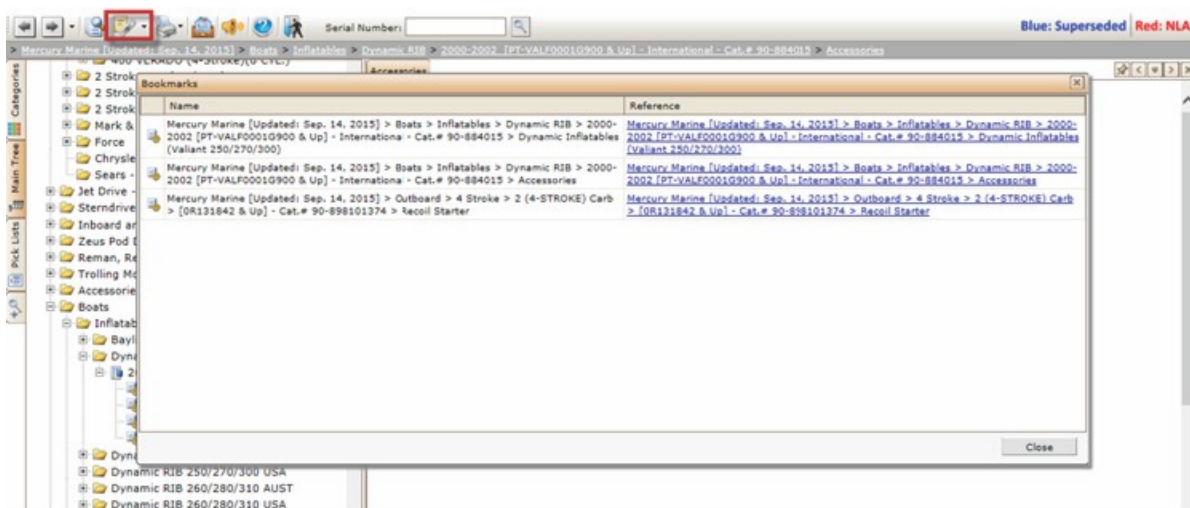 Serial Number:
Blue: Superseded Red: NLA
> Mercury Marine [Updated: Sep. 14, 2015] > Boats > Inflatables > Dynamic RIB > 2000-2002 [PT-VALF0001G900 & Up] - International - Cat.# 90-884015 > Accessories
Categories
Main Tree
Pick Lists
400 VERADO (4-Stroke)(6 CYL.)
2 Strok
2 Strok
2 Strok
Mark &
Force
Chrysle
Sears -
Jet Drive -
Sterndrive
Inboard an
Zeus Pod D
Reman, Re
Trolling Mo
Accessorie
Boats
Inflatab
Bayli
Dyna
2
Dyna
Dynamic RIB 250/270/300 USA
Dynamic RIB 260/280/310 AUST
Dynamic RIB 260/280/310 USA
Accessories
Bookmarks
Name
Reference
Mercury Marine [Updated: Sep. 14, 2015] > Boats > Inflatables > Dynamic RIB > 2000-
2002 [PT-VALF0001G900 & Up] - International - Cat.# 90-884015 > Dynamic Inflatables
(Valiant 250/270/300)
Mercury Marine [Updated: Sep. 14, 2015] > Boats > Inflatables > Dynamic RIB > 2000-
2002 [PT-VALF0001G900 & Up] - International - Cat.# 90-884015 > Dynamic Inflatables
(Valiant 250/270/300)
Mercury Marine [Updated: Sep. 14, 2015] > Boats > Inflatables > Dynamic RIB > 2000-
2002 [PT-VALF0001G900 & Up] - International - Cat.# 90-884015 > Accessories
Mercury Marine [Updated: Sep. 14, 2015] > Boats > Inflatables > Dynamic RIB > 2000-
2002 [PT-VALF0001G900 & Up] - International - Cat.# 90-884015 > Accessories
Mercury Marine [Updated: Sep. 14, 2015] > Outboard > 4 Stroke > 2 (4-STROKE) Carb
> [0R131842 & Up] - Cat.# 90-898101374 > Recoil Starter
Mercury Marine [Updated: Sep. 14, 2015] > Outboard > 4 Stroke > 2 (4-STROKE) Carb
> [0R131842 & Up] - Cat.# 90-898101374 > Recoil Starter
Close